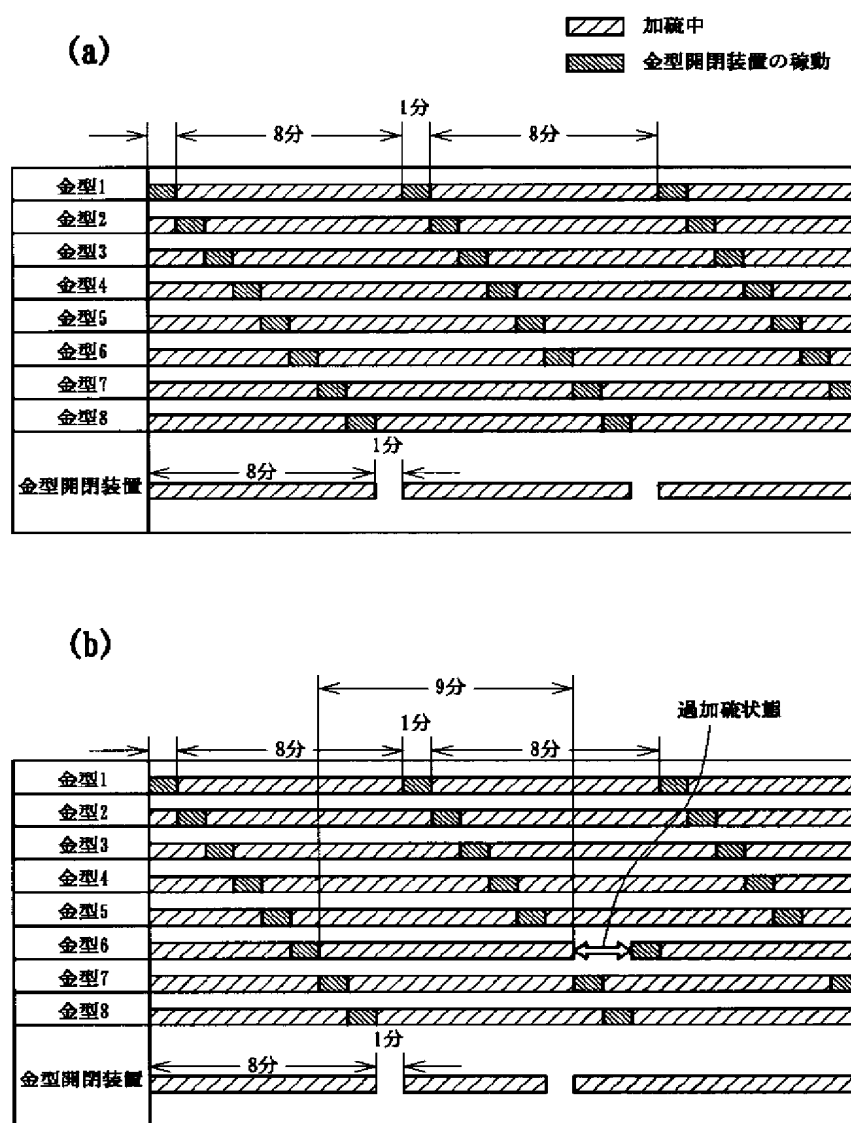 (a)
加硫中
金型開閉装置の稼動
1分
8分
8分
金型1
金型2
金型3
金型4
金型5
金型6
金型7
金型8
1分
8分
金型開閉装置
(b)
9分
過加硫状態
1分
8分
8分
金型1
金型2
金型3
金型4
金型5
金型6
金型7
金型8
1分
8分
金型開閉装置